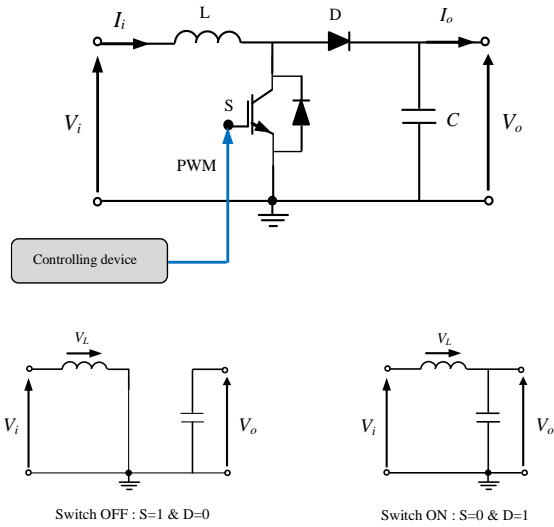 I_i L D I_o
S
V_i C V_o
PWM
Controlling device
V_L V_L
V_i V_o V_i V_o
Switch OFF : S=1 & D=0 Switch ON : S=0 & D=1